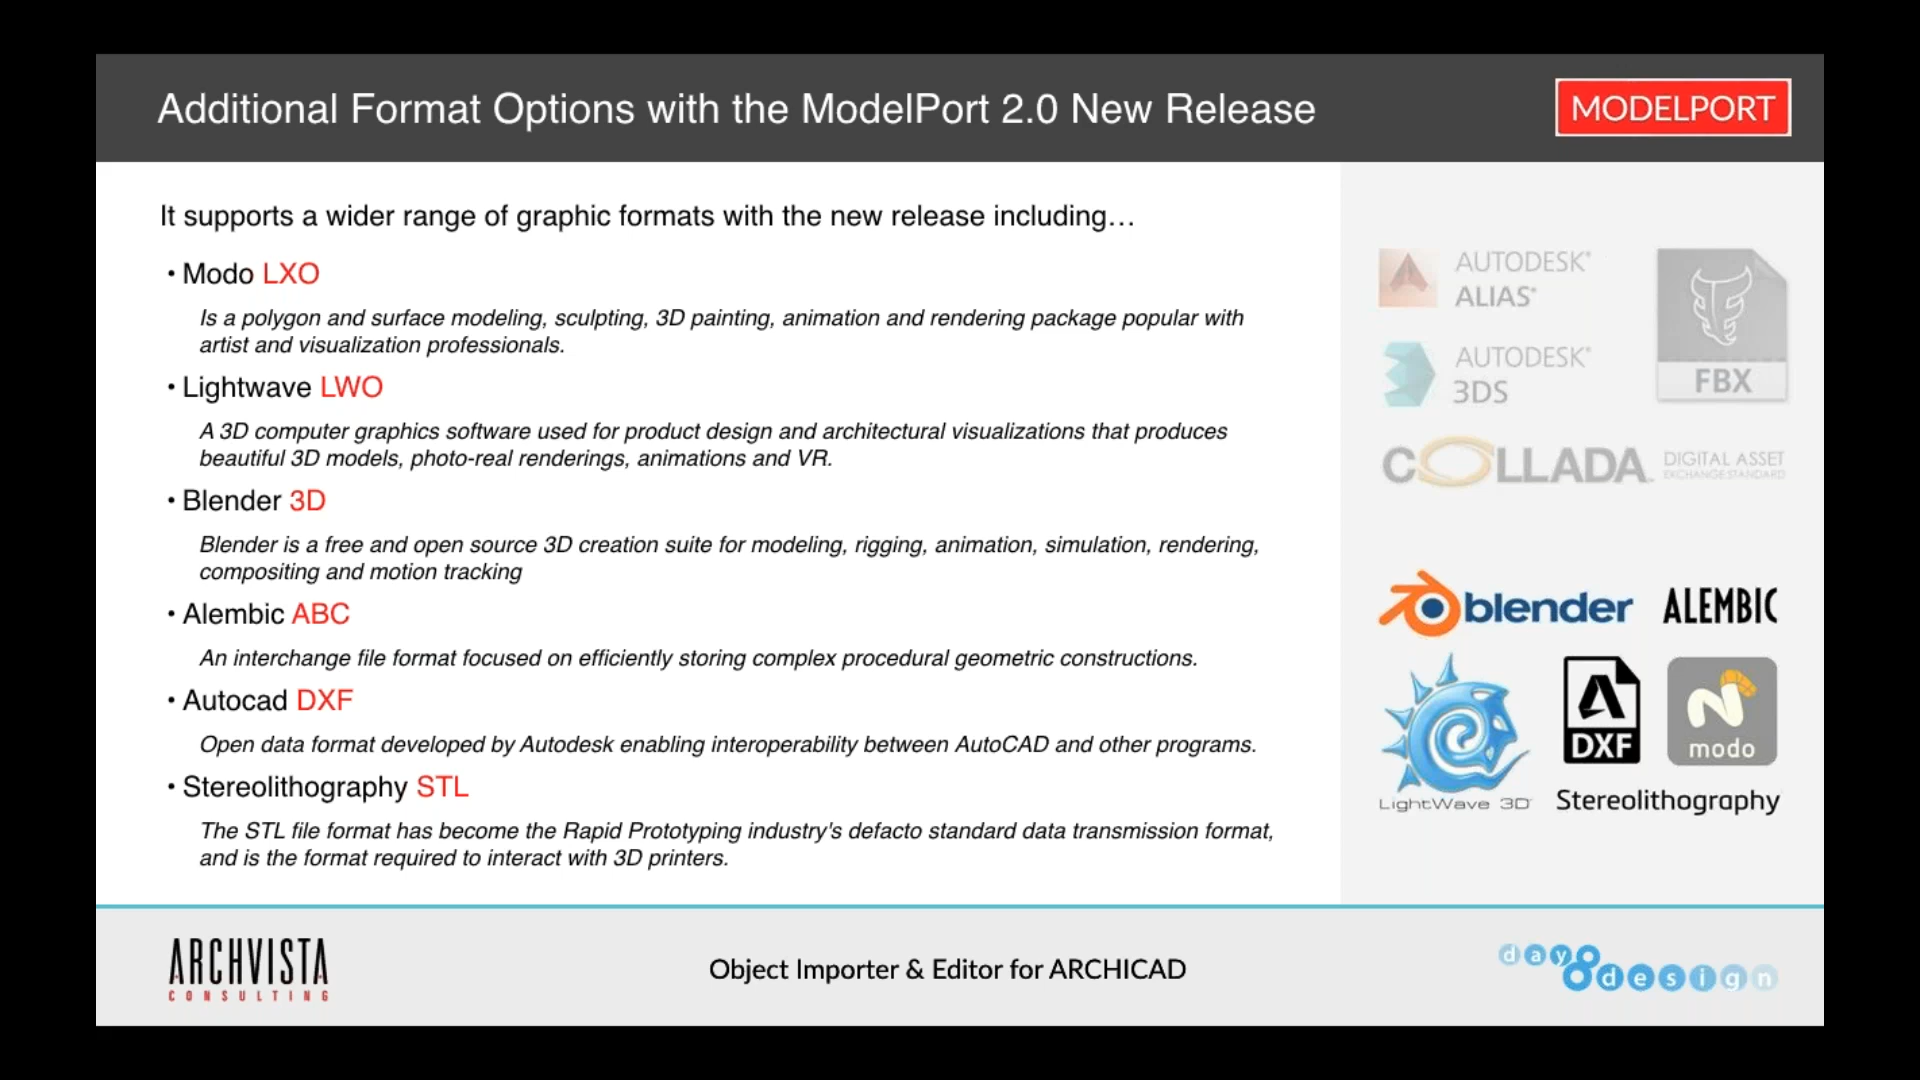 Additional Format Options with the ModelPort 2.0 New Release
MODELPORT
It supports a wider range of graphic formats with the new release including…
• Modo LXO
Is a polygon and surface modeling, sculpting, 3D painting, animation and rendering package popular with
artist and visualization professionals.
• Lightwave LWO
A 3D computer graphics software used for product design and architectural visualizations that produces
beautiful 3D models, photo-real renderings, animations and VR.
• Blender 3D
Blender is a free and open source 3D creation suite for modeling, rigging, animation, simulation, rendering,
compositing and motion tracking
• Alembic ABC
An interchange file format focused on efficiently storing complex procedural geometric constructions.
• Autocad DXF
Open data format developed by Autodesk enabling interoperability between AutoCAD and other programs.
• Stereolithography STL
The STL file format has become the Rapid Prototyping industry's defacto standard data transmission format,
and is the format required to interact with 3D printers.
AUTODESK®
ALIAS®
AUTODESK®
3DS
FBX
COLLADA™
DIGITAL ASSET
EXCHANGE STANDARD
blender
ALEMBIC
LightWave 3D
DXF
modo
Stereolithography
ARCHVISTA
CONSULTING
Object Importer & Editor for ARCHICAD
day8design